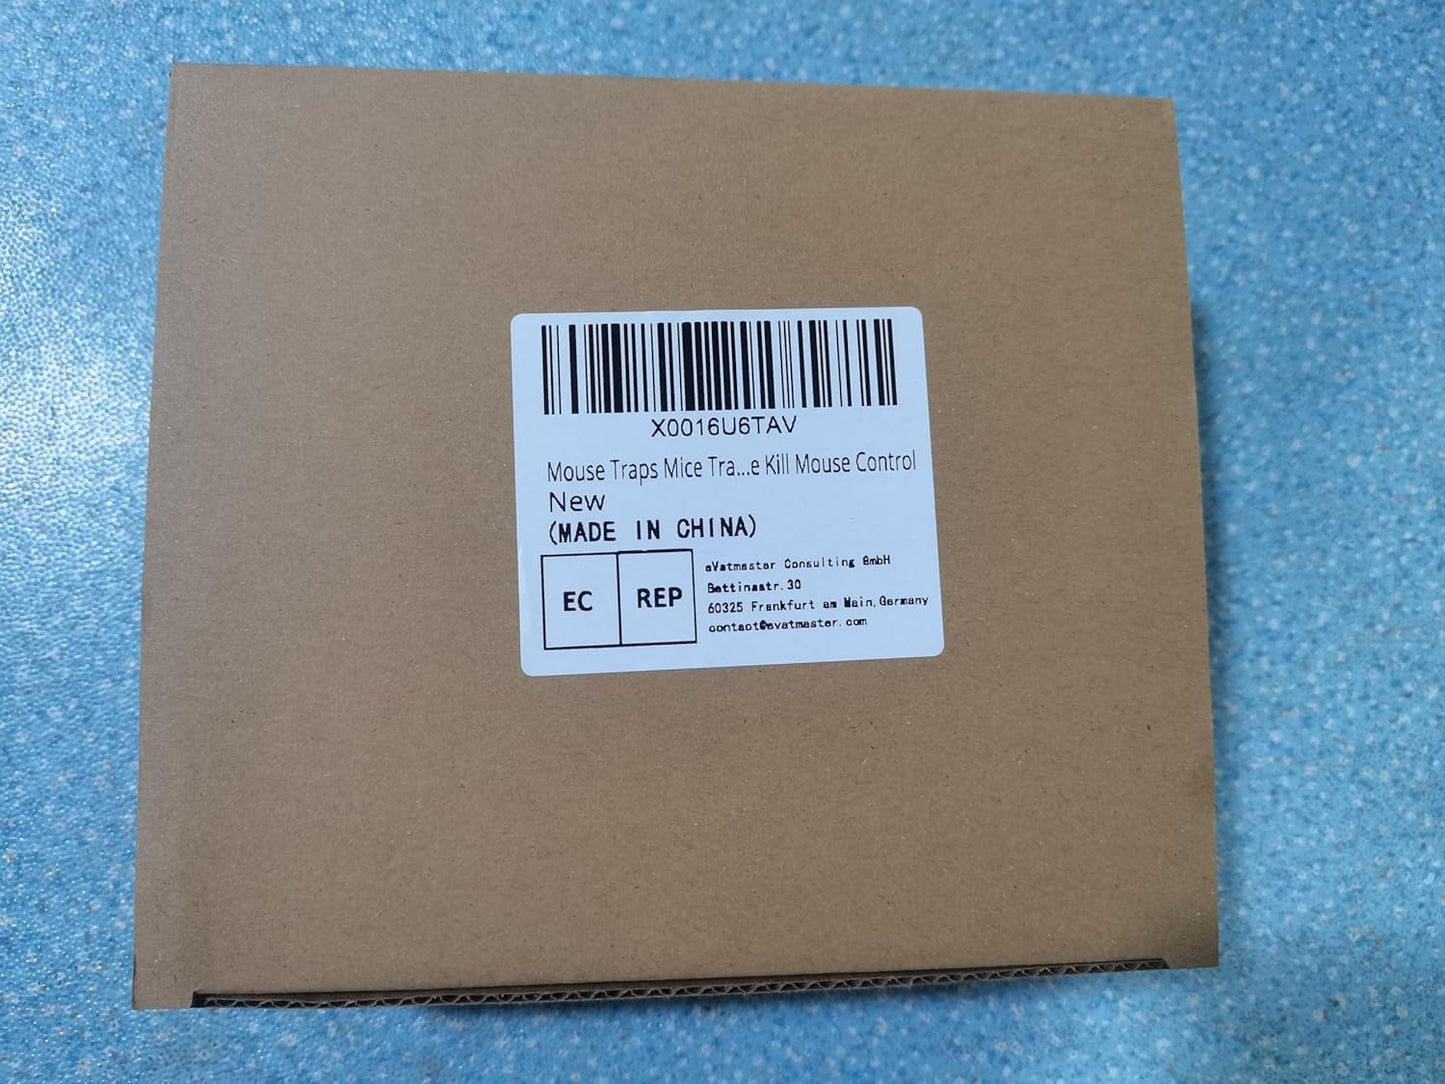 X0016U6TAV
Mouse Traps Mice Tra...e Kill Mouse Control
New
(MADE IN CHINA)
EC REP
eVatmaster Consulting GmbH
Bettinastr. 30
60325 Frankfurt am Main, Germany
contact@evatmaster.com